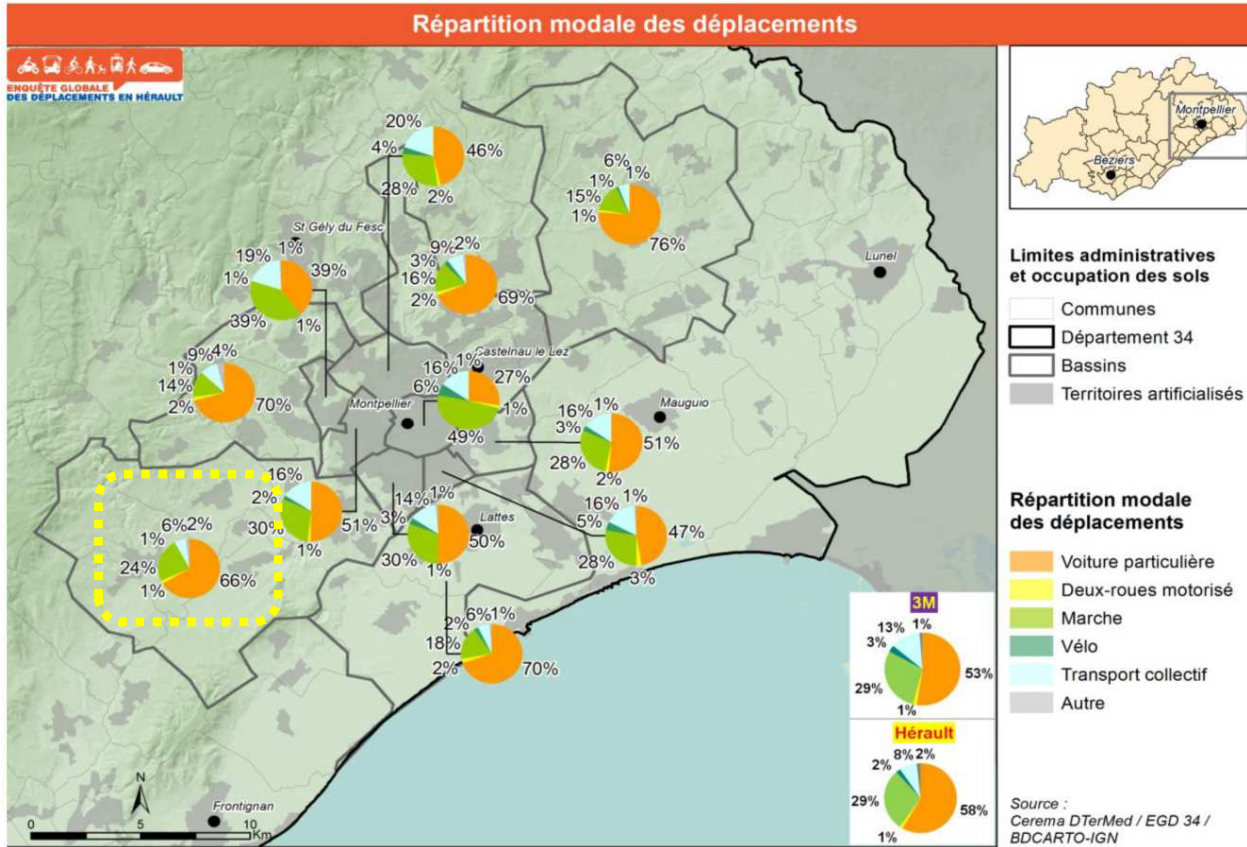 Répartition modale des déplacements
ENQUÊTE GLOBALE
DES DÉPLACEMENTS EN HÉRAULT
20%
4%
46%
28%
2%
6%
1%
1%
15%
1%
76%
St Gély du Fesc
19%
1%
39%
1%
39%
1%
9%
2%
3%
16%
2%
69%
Lunel
9%
4%
1%
14%
2%
70%
Castelnau le Lez
16%
1%
27%
6%
1%
49%
Montpellier
Mauguio
16%
1%
3%
51%
28%
2%
16%
2%
30%
51%
1%
14%
1%
3%
Lattes
50%
30%
1%
16%
1%
5%
47%
28%
3%
6%
2%
1%
24%
1%
66%
6%
1%
2%
18%
2%
70%
3M
13%
1%
3%
53%
29%
1%
Hérault
8%
2%
2%
29%
58%
1%
N
Frontignan
0
5
10
Km
Montpellier
Béziers
Limites administratives
et occupation des sols
Communes
Département 34
Bassins
Territoires artificialisés
Répartition modale
des déplacements
Voiture particulière
Deux-roues motorisé
Marche
Vélo
Transport collectif
Autre
Source :
Cerema DTerMed / EGD 34 /
BDCARTO-IGN